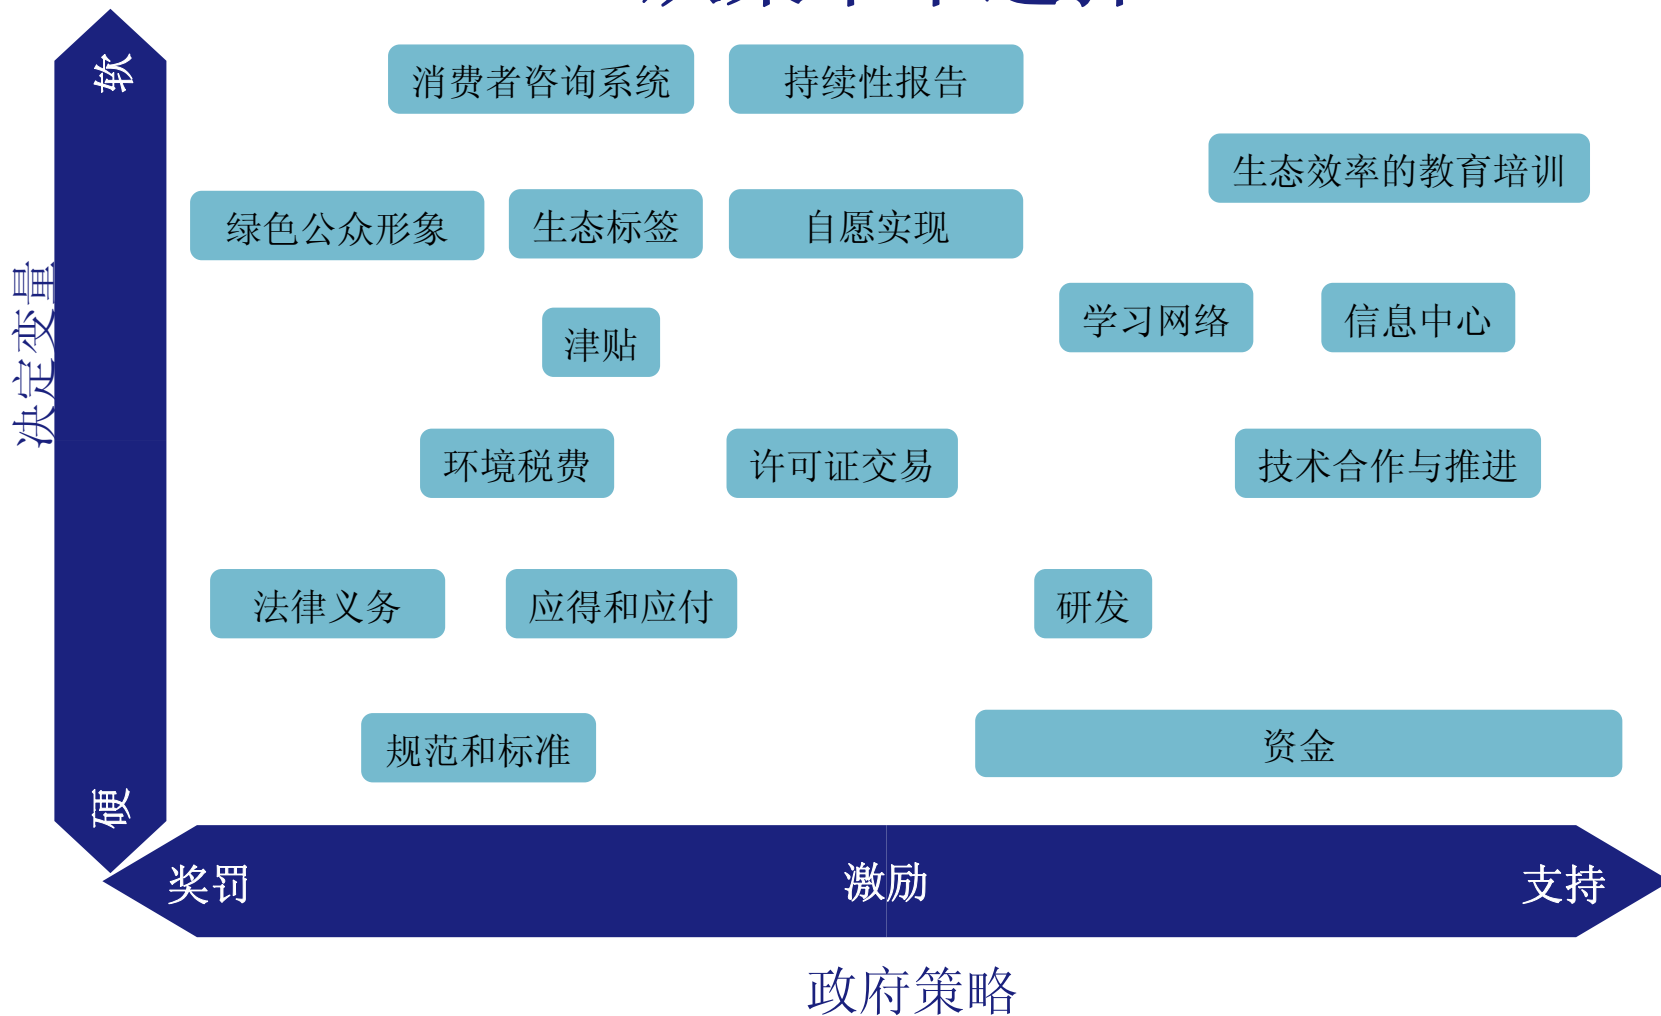 软
消费者咨询系统
持续性报告
生态效率的教育培训
绿色公众形象
生态标签
自愿实现
决定变量
学习网络
信息中心
津贴
环境税费
许可证交易
技术合作与推进
法律义务
应得和应付
研发
规范和标准
资金
硬
奖罚
激励
支持
政府策略